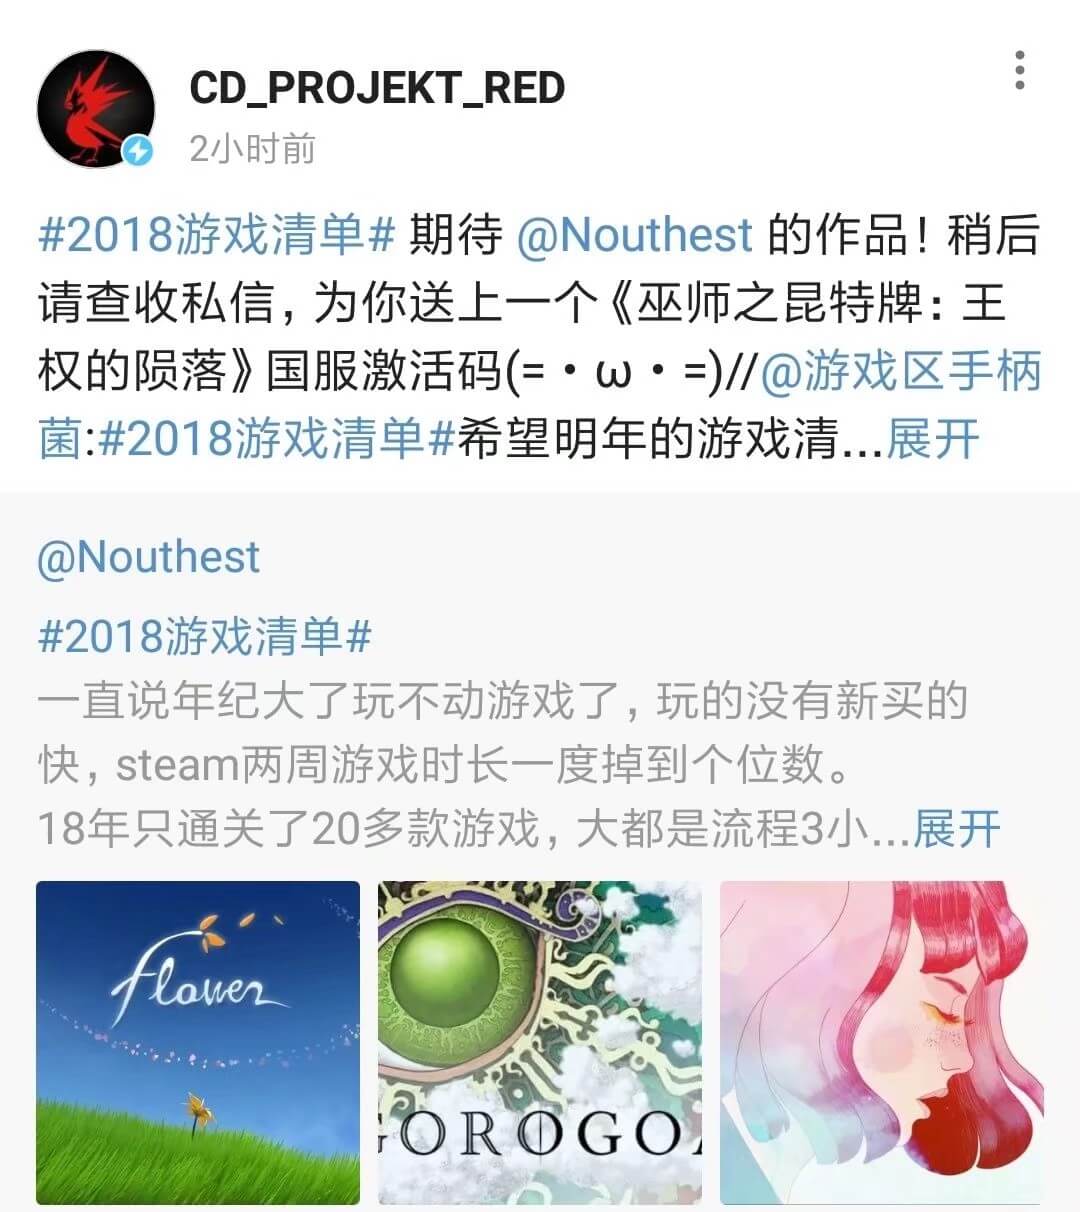 CD_PROJEKT_RED
2小时前
#2018游戏清单# 期待 @Nouthest 的作品！稍后
请查收私信，为你送上一个《巫师之昆特牌：王
权的陨落》国服激活码(=・ω・=)//@游戏区手柄
菌:#2018游戏清单#希望明年的游戏清...展开
@Nouthest
#2018游戏清单#
一直说年纪大了玩不动游戏了，玩的没有新买的
快，steam两周游戏时长一度掉到个位数。
18年只通关了20多款游戏，大都是流程3小...展开
flower
GOROGOA